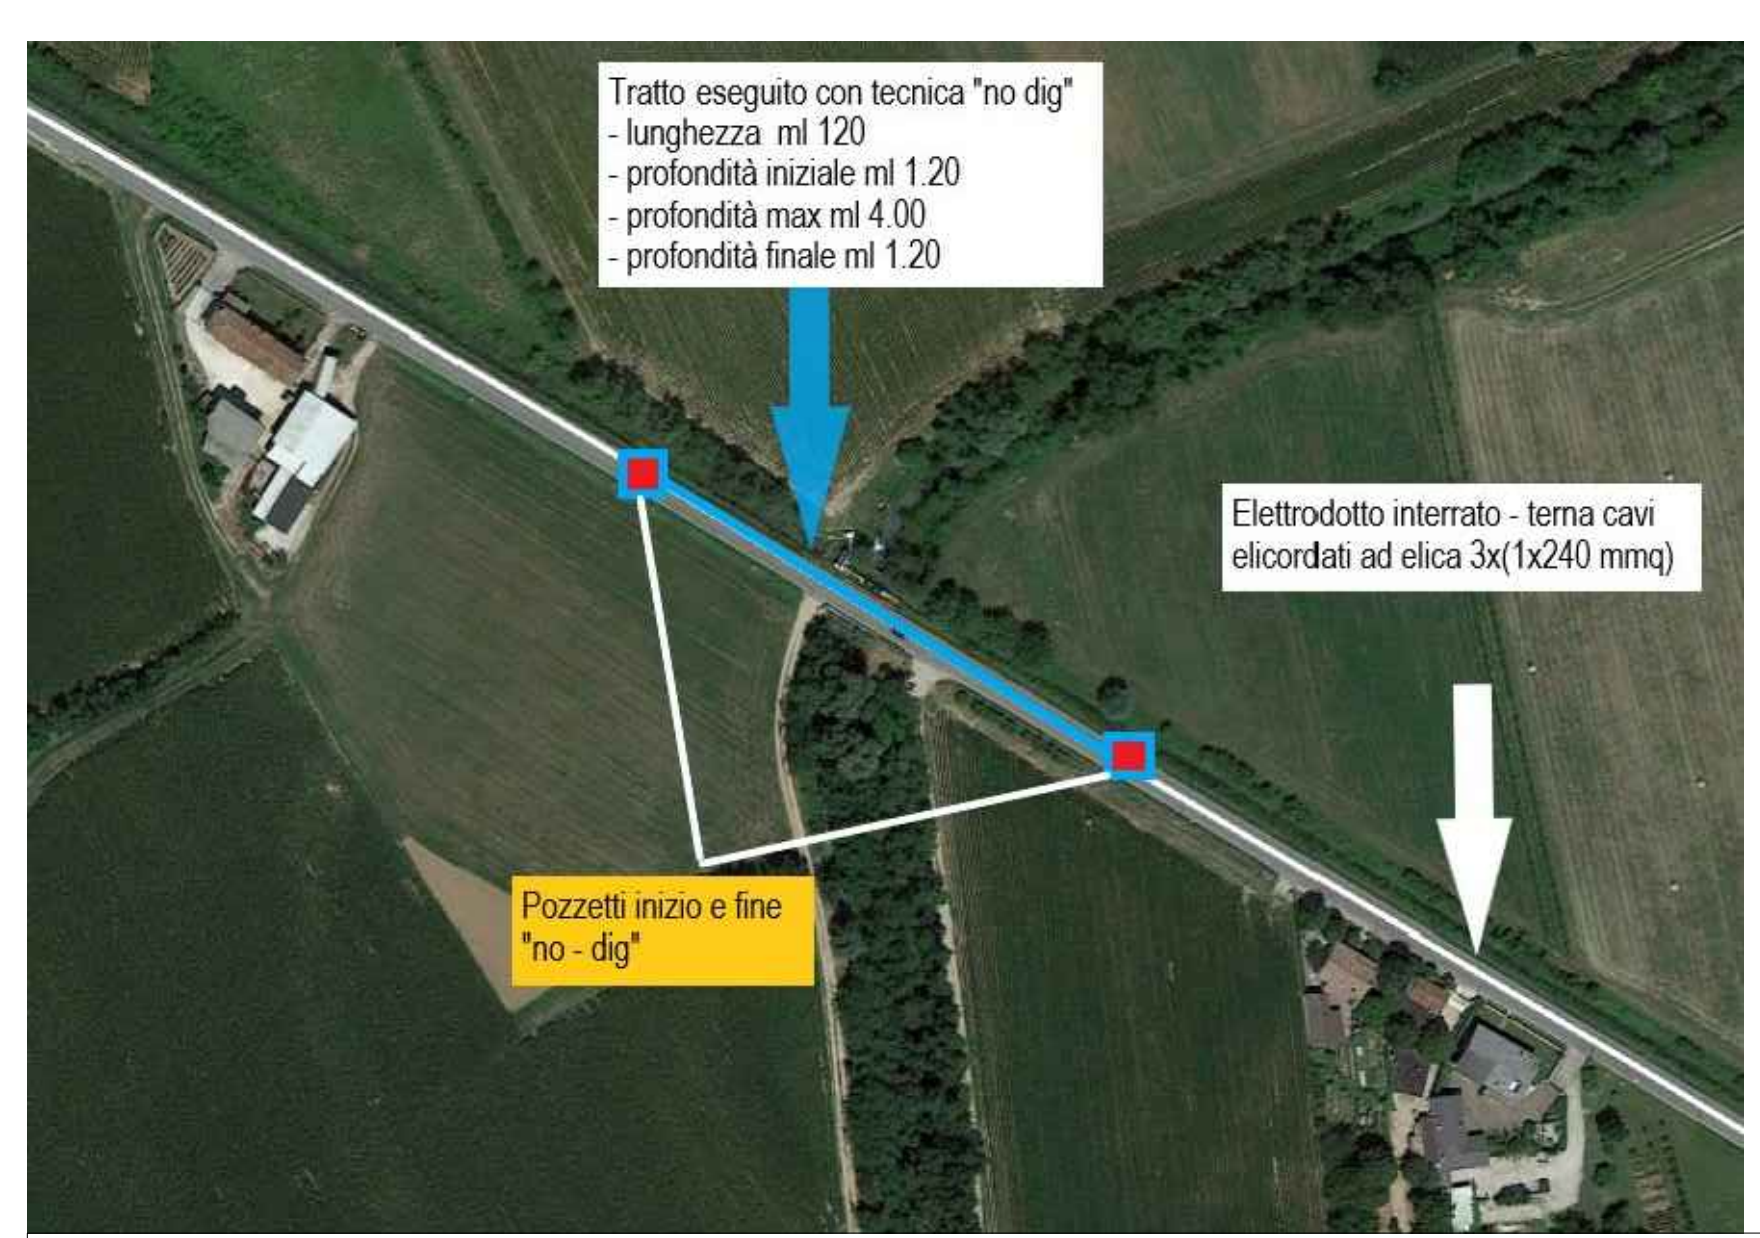 Tratto eseguito con tecnica "no dig"
- lunghezza  ml 120
- profondità iniziale ml 1.20
- profondità max ml 4.00
- profondità finale ml 1.20
Elettrodotto interrato - terna cavi
elicordati ad elica 3x(1x240 mmq)
Pozzetti inizio e fine
"no - dig"